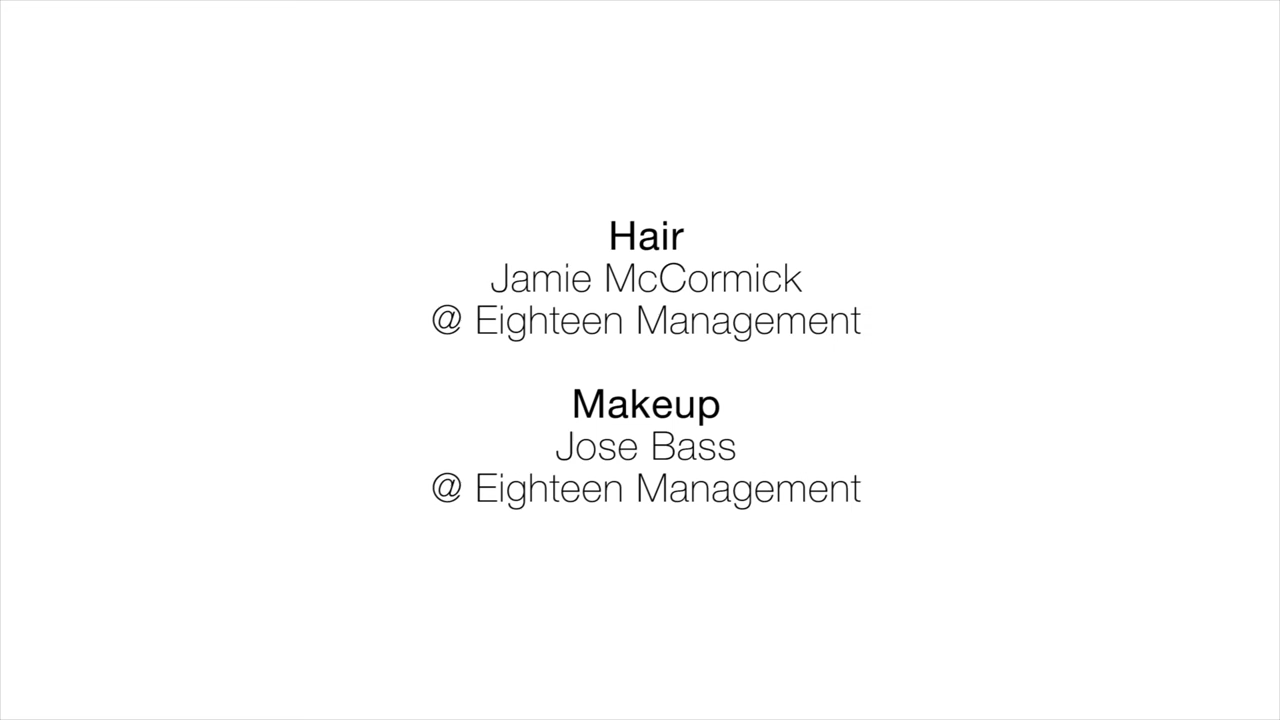 Hair
Jamie McCormick
@ Eighteen Management
Makeup
Jose Bass
@ Eighteen Management